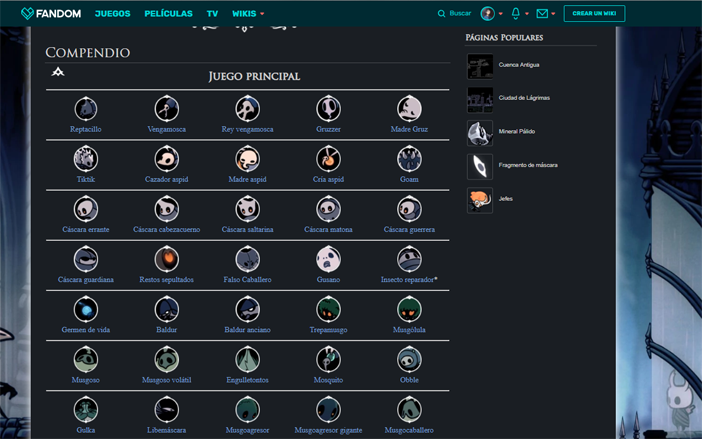 FANDOM JUEGOS PELÍCULAS TV WIKIS Buscar CREAR UN WIKI
Compendio
Juego principal
Reptacillo Vengamosca Rey vengamosca Gruzzer Madre Gruz
Tiktik Cazador aspid Madre aspid Cría aspid Goam
Cáscara errante Cáscara cabezacuerno Cáscara saltarina Cáscara matona Cáscara guerrera
Cáscara guardiana Restos sepultados Falso Caballero Gusano Insecto reparador*
Germen de vida Baldur Baldur anciano Trepamusgo Musgólula
Musgoso Musgoso volátil Engulletontos Mosquito Obble
Gulka Libemáscara Musgoagresor Musgoagresor gigante Musgocaballero
Páginas Populares
Cuenca Antigua
Ciudad de Lágrimas
Mineral Pálido
Fragmento de máscara
Jefes